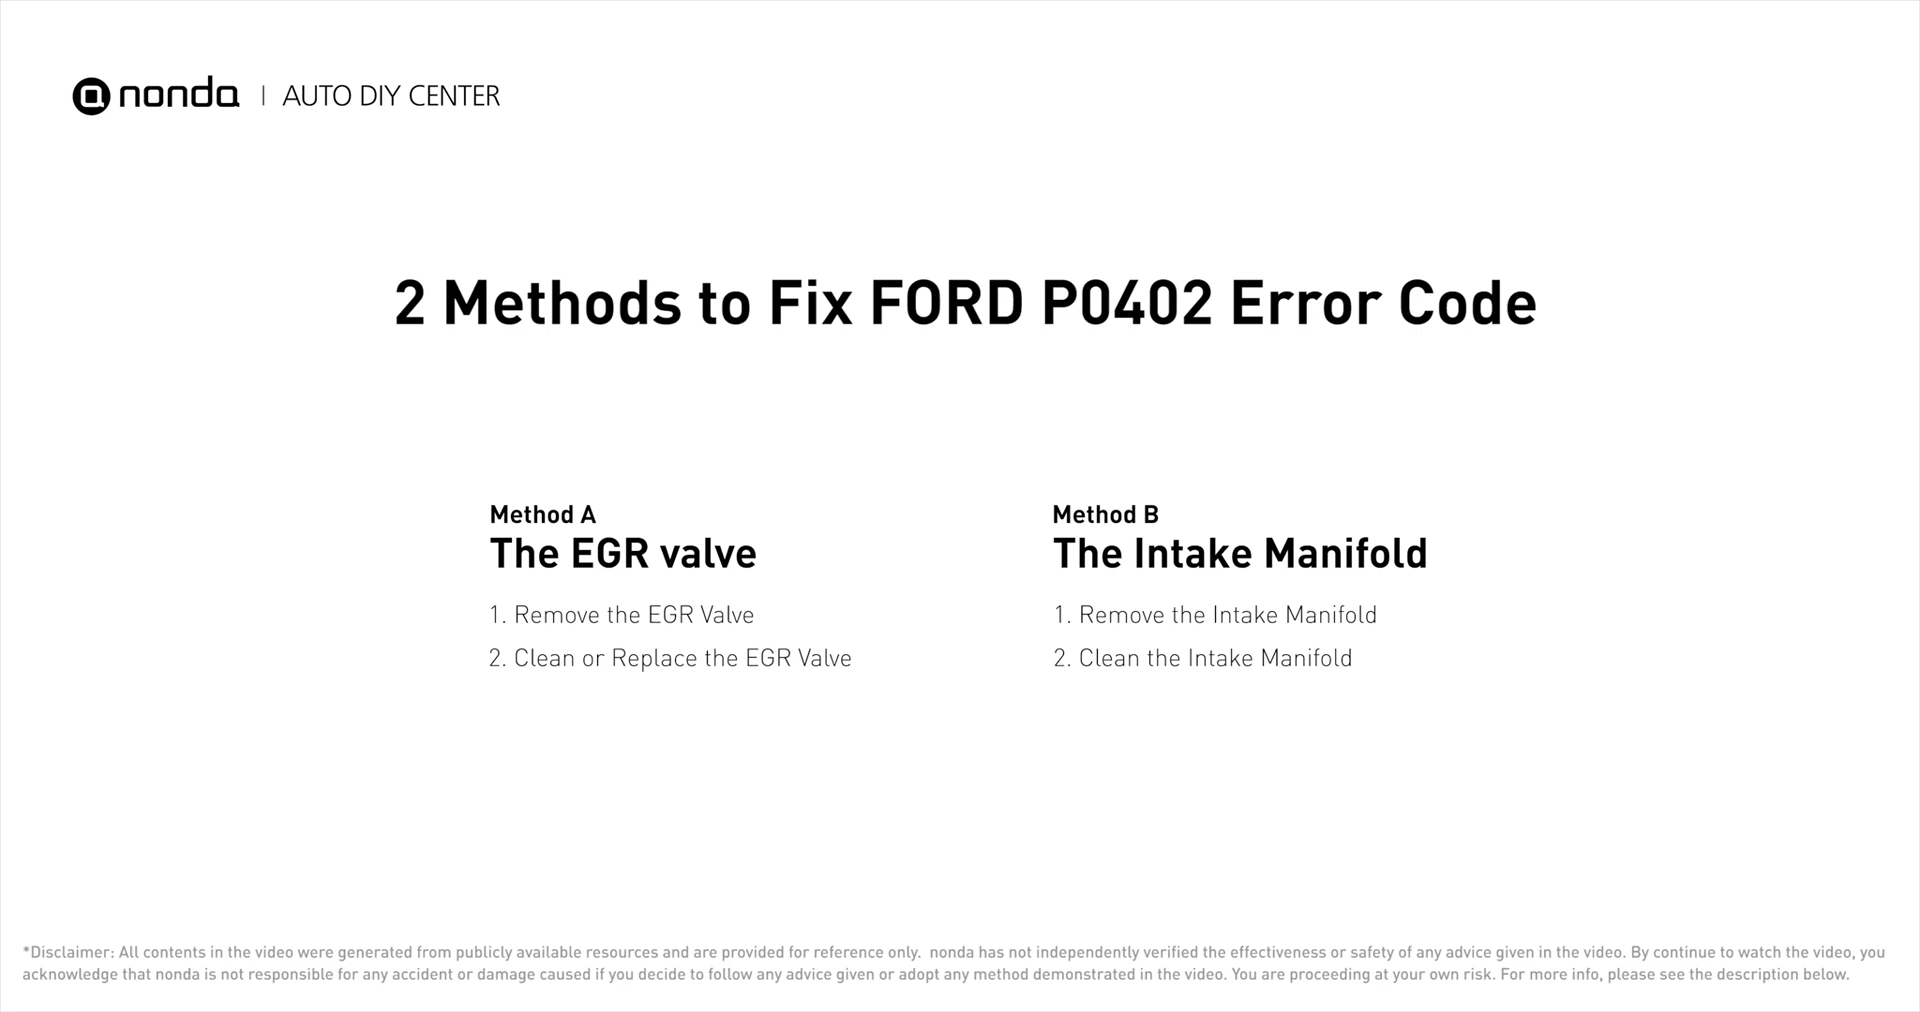 nonda | AUTO DIY CENTER
2 Methods to Fix FORD P0402 Error Code
Method A
The EGR valve
1. Remove the EGR Valve
2. Clean or Replace the EGR Valve
Method B
The Intake Manifold
1. Remove the Intake Manifold
2. Clean the Intake Manifold
*Disclaimer: All contents in the video were generated from publicly available resources and are provided for reference only.  nonda has not independently verified the effectiveness or safety of any advice given in the video. By continue to watch the video, you
acknowledge that nonda is not responsible for any accident or damage caused if you decide to follow any advice given or adopt any method demonstrated in the video. You are proceeding at your own risk. For more info, please see the description below.